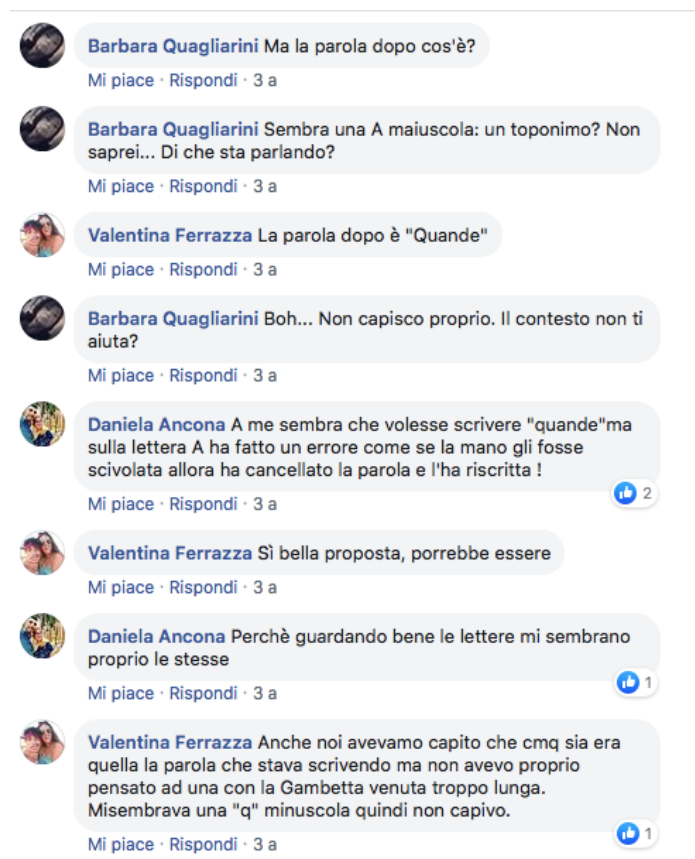 Barbara Quagliarini Ma la parola dopo cos'è?
Mi piace · Rispondi · 3 a
Barbara Quagliarini Sembra una A maiuscola: un toponimo? Non
saprei... Di che sta parlando?
Mi piace · Rispondi · 3 a
Valentina Ferrazza La parola dopo è "Quande"
Mi piace · Rispondi · 3 a
Barbara Quagliarini Boh... Non capisco proprio. Il contesto non ti
aiuta?
Mi piace · Rispondi · 3 a
Daniela Ancona A me sembra che volesse scrivere "quande"ma
sulla lettera A ha fatto un errore come se la mano gli fosse
scivolata allora ha cancellato la parola e l'ha riscritta !
2
Mi piace · Rispondi · 3 a
Valentina Ferrazza Sì bella proposta, porrebbe essere
Mi piace · Rispondi · 3 a
Daniela Ancona Perchè guardando bene le lettere mi sembrano
proprio le stesse
1
Mi piace · Rispondi · 3 a
Valentina Ferrazza Anche noi avevamo capito che cmq sia era
quella la parola che stava scrivendo ma non avevo proprio
pensato ad una con la Gambetta venuta troppo lunga.
Misembrava una "q" minuscola quindi non capivo.
1
Mi piace · Rispondi · 3 a